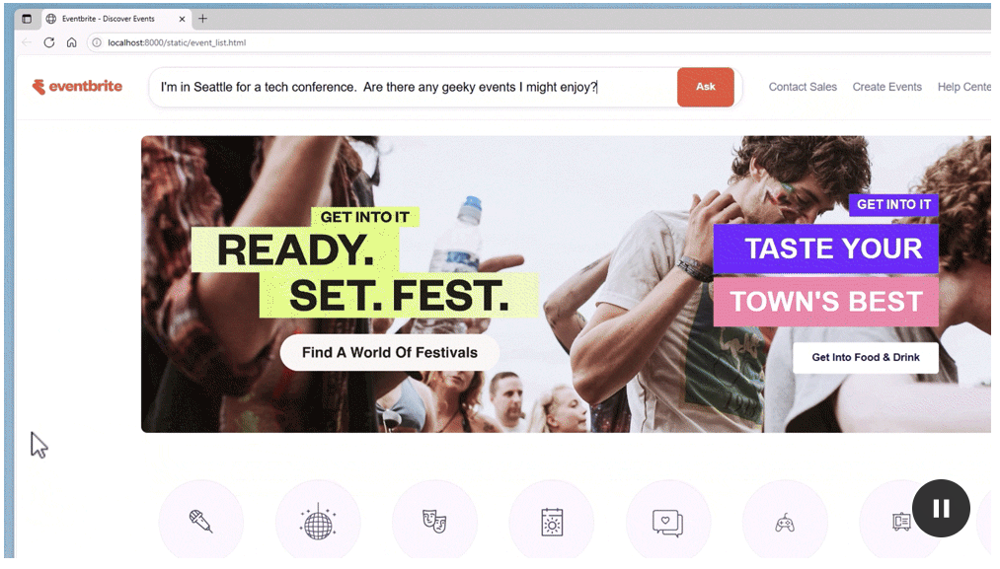 Eventbrite - Discover Events
localhost:8000/static/event_list.html
eventbrite
I'm in Seattle for a tech conference.  Are there any geeky events I might enjoy?
Ask
Contact Sales
Create Events
Help Cente
GET INTO IT
READY.
SET. FEST.
Find A World Of Festivals
GET INTO IT
TASTE YOUR
TOWN'S BEST
Get Into Food & Drink